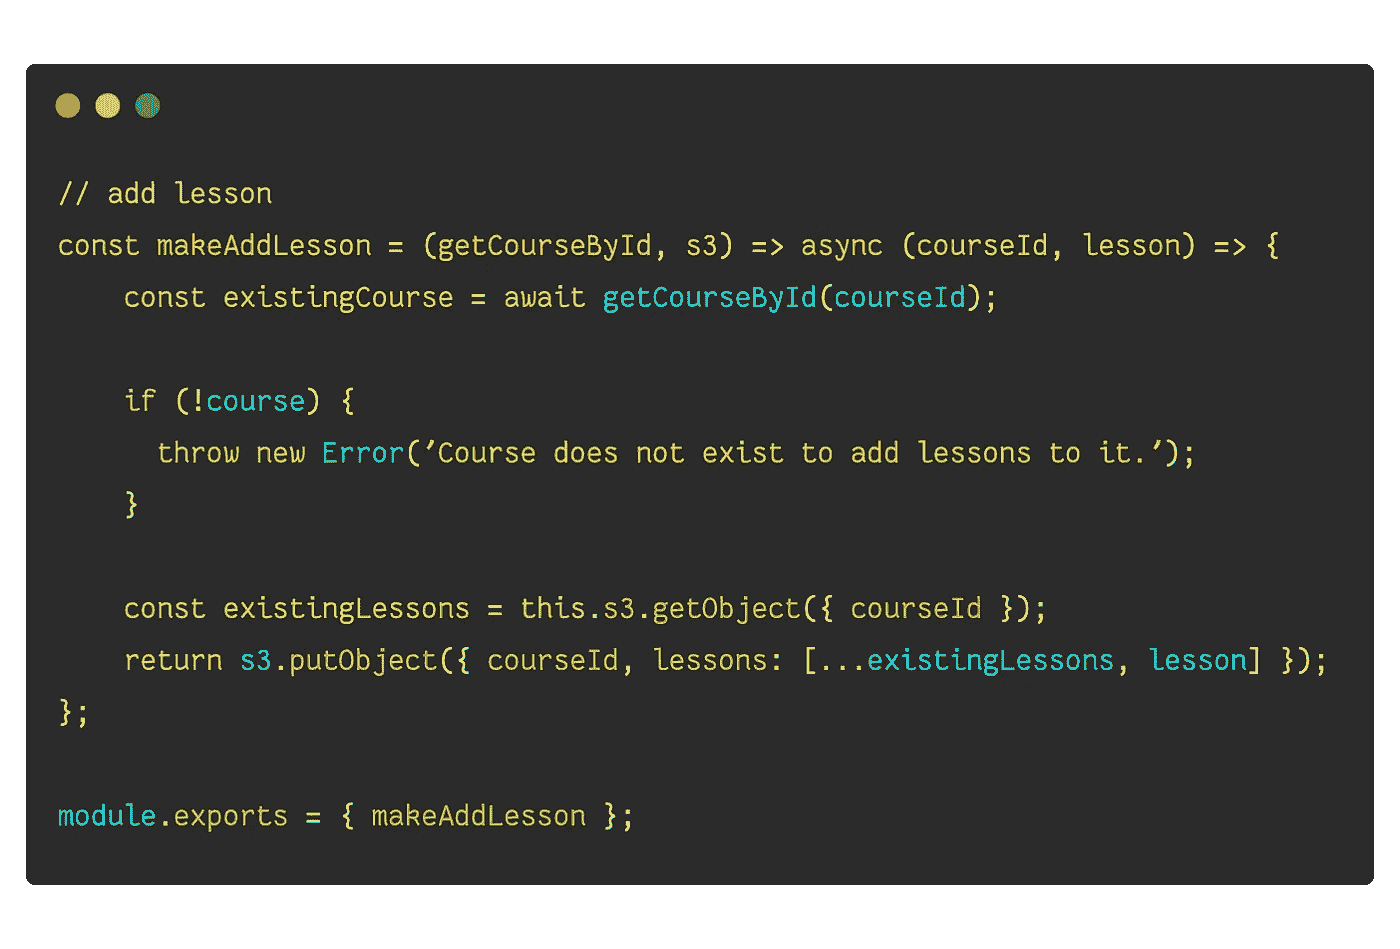 // add lesson
const makeAddLesson = (getCourseById, s3) => async (courseId, lesson) => {
    const existingCourse = await getCourseById(courseId);
    if (!course) {
      throw new Error(’Course does not exist to add lessons to it.’);
    }
    const existingLessons = this.s3.getObject({ courseId });
    return s3.putObject({ courseId, lessons: [...existingLessons, lesson] });
};
module.exports = { makeAddLesson };